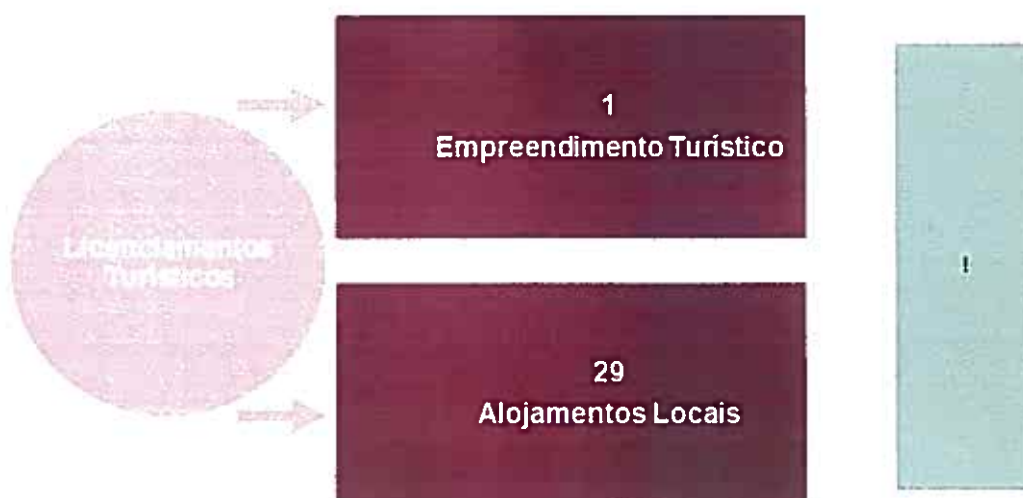 Licenciamentos
Turísticos
1
Empreendimento Turístico
29
Alojamentos Locais
!